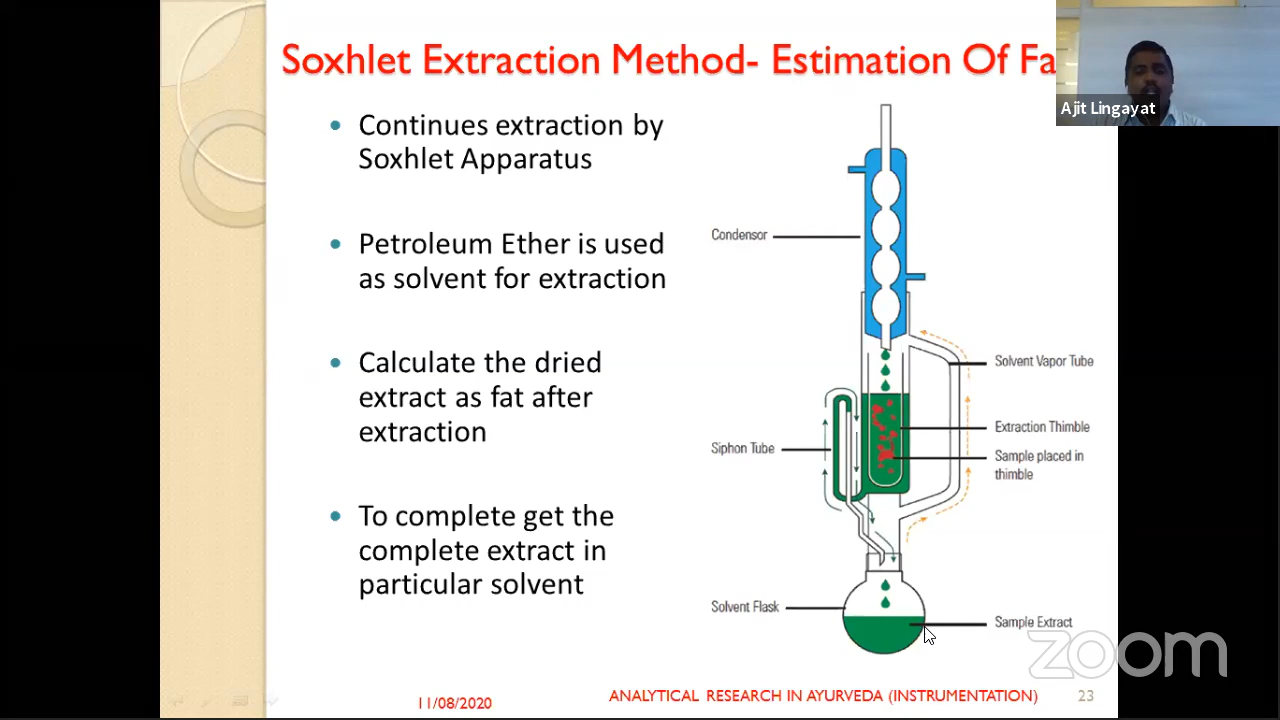 Soxhlet Extraction Method- Estimation Of Fa
Ajit Lingayat
• Continues extraction by
Soxhlet Apparatus
• Petroleum Ether is used
as solvent for extraction
• Calculate the dried
extract as fat after
extraction
• To complete get the
complete extract in
particular solvent
Condensor
Solvent Vapor Tube
Extraction Thimble
Siphon Tube
Sample placed in
thimble
Solvent Flask
Sample Extract
zoom
11/08/2020
ANALYTICAL RESEARCH IN AYURVEDA (INSTRUMENTATION)
23